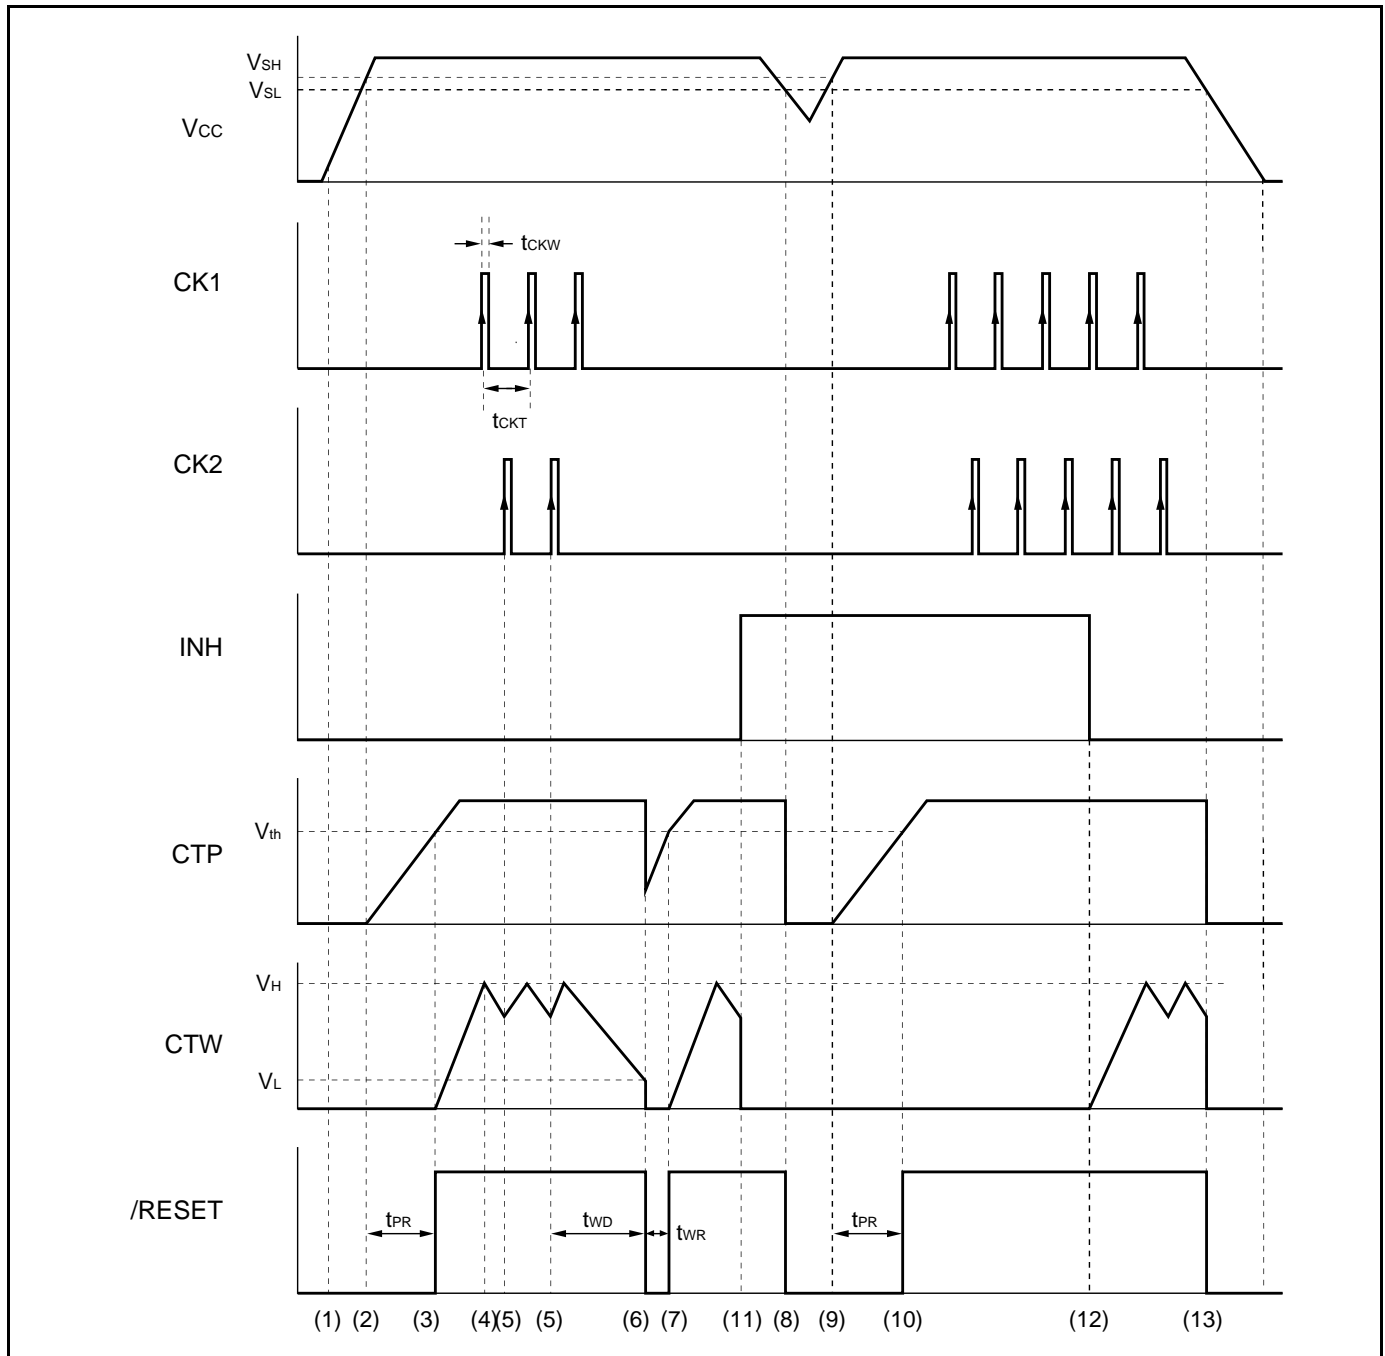 VSH
VSL
VCC
tCKW
CK1
tCKT
CK2
INH
Vth
CTP
VH
CTW
VL
/RESET
tPR
tWD
tWR
tPR
(1) (2) (3) (4)(5) (5) (6) (7) (11) (8) (9) (10) (12) (13)